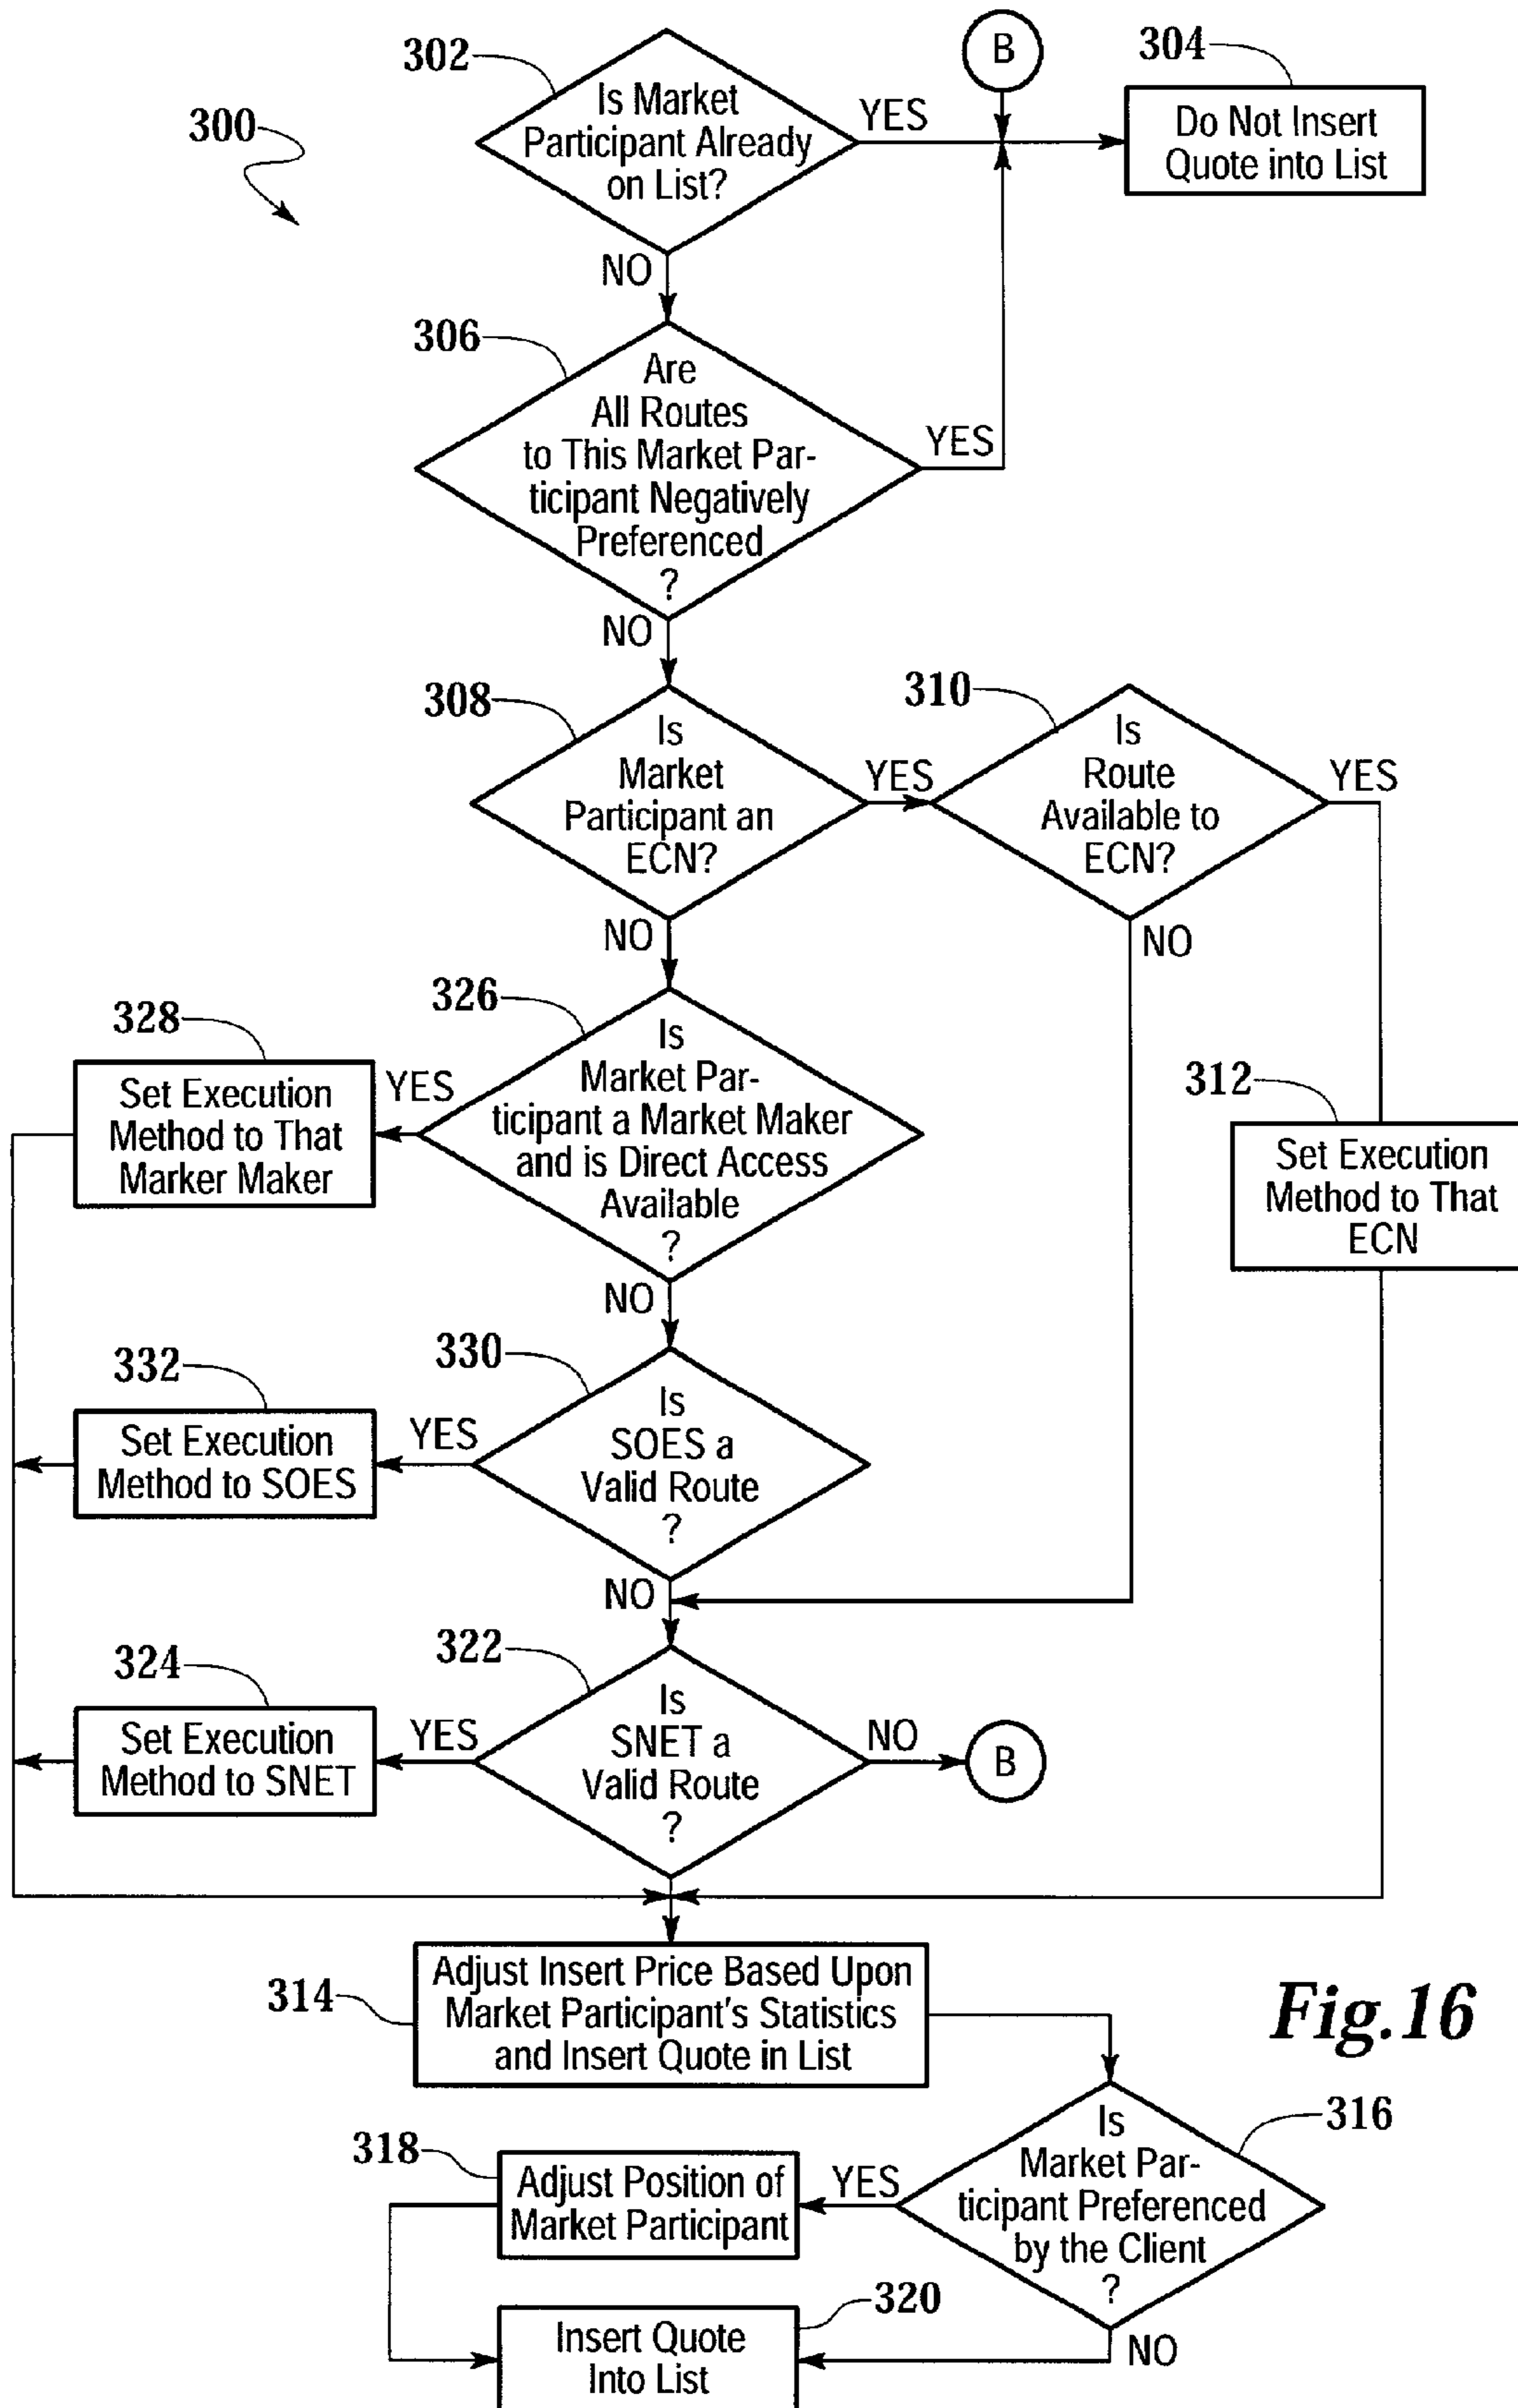 302
B
304
300
Is Market
Participant Already
on List?
YES
Do Not Insert
Quote into List
NO
306
Are
All Routes
to This Market Par-
ticipant Negatively
Preferenced
?
YES
NO
308
Is
Market
Participant an
ECN?
YES
310
Is
Route
Available to
ECN?
YES
NO
NO
326
Is
Market Par-
ticipant a Market Maker
and is Direct Access
Available
?
328
Set Execution
Method to That
Marker Maker
YES
312
Set Execution
Method to That
ECN
NO
330
Is
SOES a
Valid Route
?
332
Set Execution
Method to SOES
YES
NO
322
Is
SNET a
Valid Route
?
324
Set Execution
Method to SNET
YES
NO
B
314
Adjust Insert Price Based Upon
Market Participant's Statistics
and Insert Quote in List
Fig.16
316
Is
Market Par-
ticipant Preferenced
by the Client
?
318
Adjust Position of
Market Participant
YES
320
Insert Quote
Into List
NO